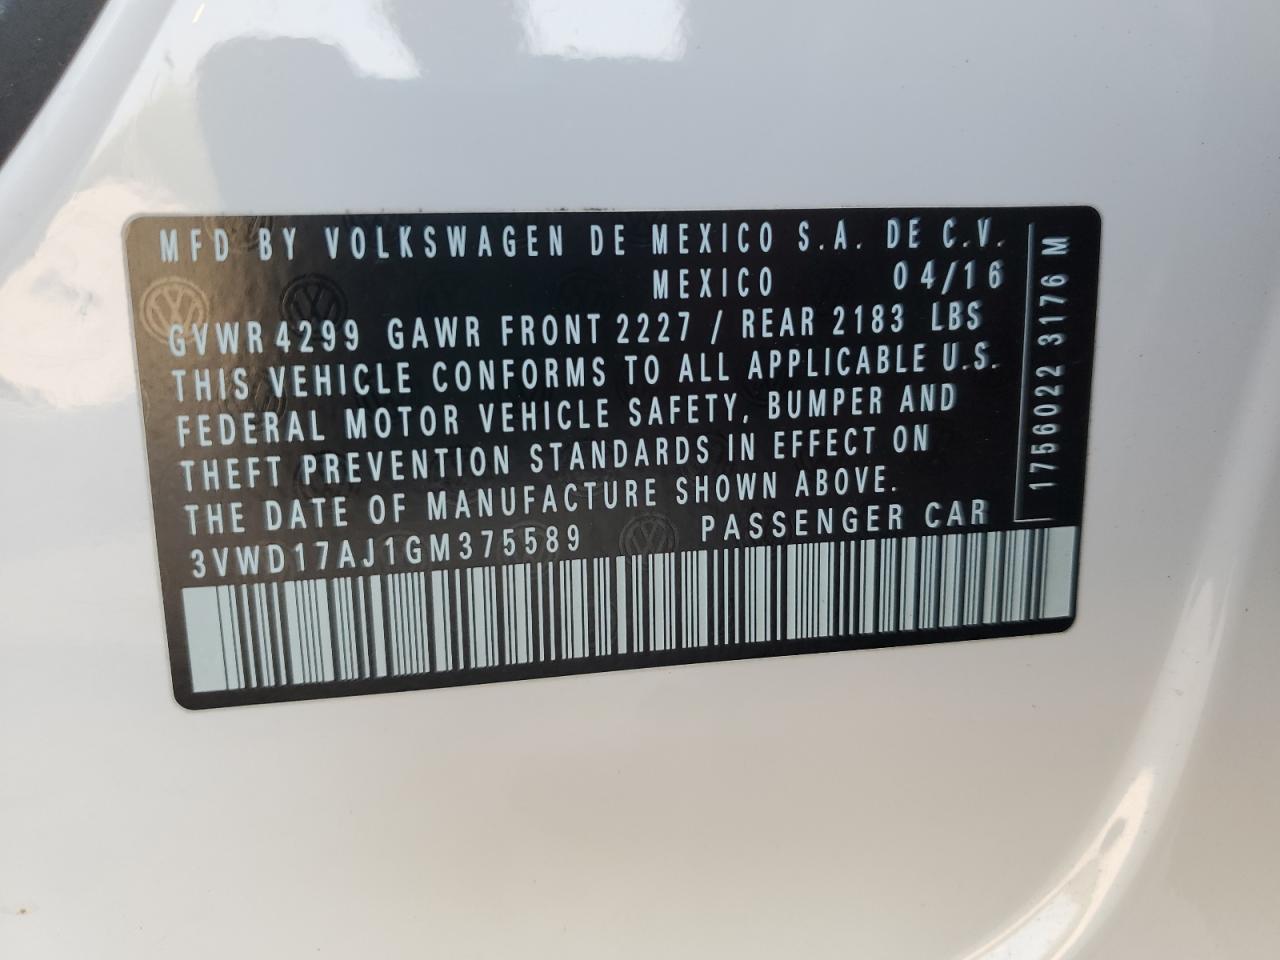 MFD BY VOLKSWAGEN DE MEXICO S.A. DE C.V.
MEXICO 04/16
GVWR 4299 GAWR FRONT 2227 / REAR 2183 LBS
THIS VEHICLE CONFORMS TO ALL APPLICABLE U.S.
FEDERAL MOTOR VEHICLE SAFETY, BUMPER AND
THEFT PREVENTION STANDARDS IN EFFECT ON
THE DATE OF MANUFACTURE SHOWN ABOVE.
3VWD17AJ1GM375589 PASSENGER CAR
1756022 3176 M